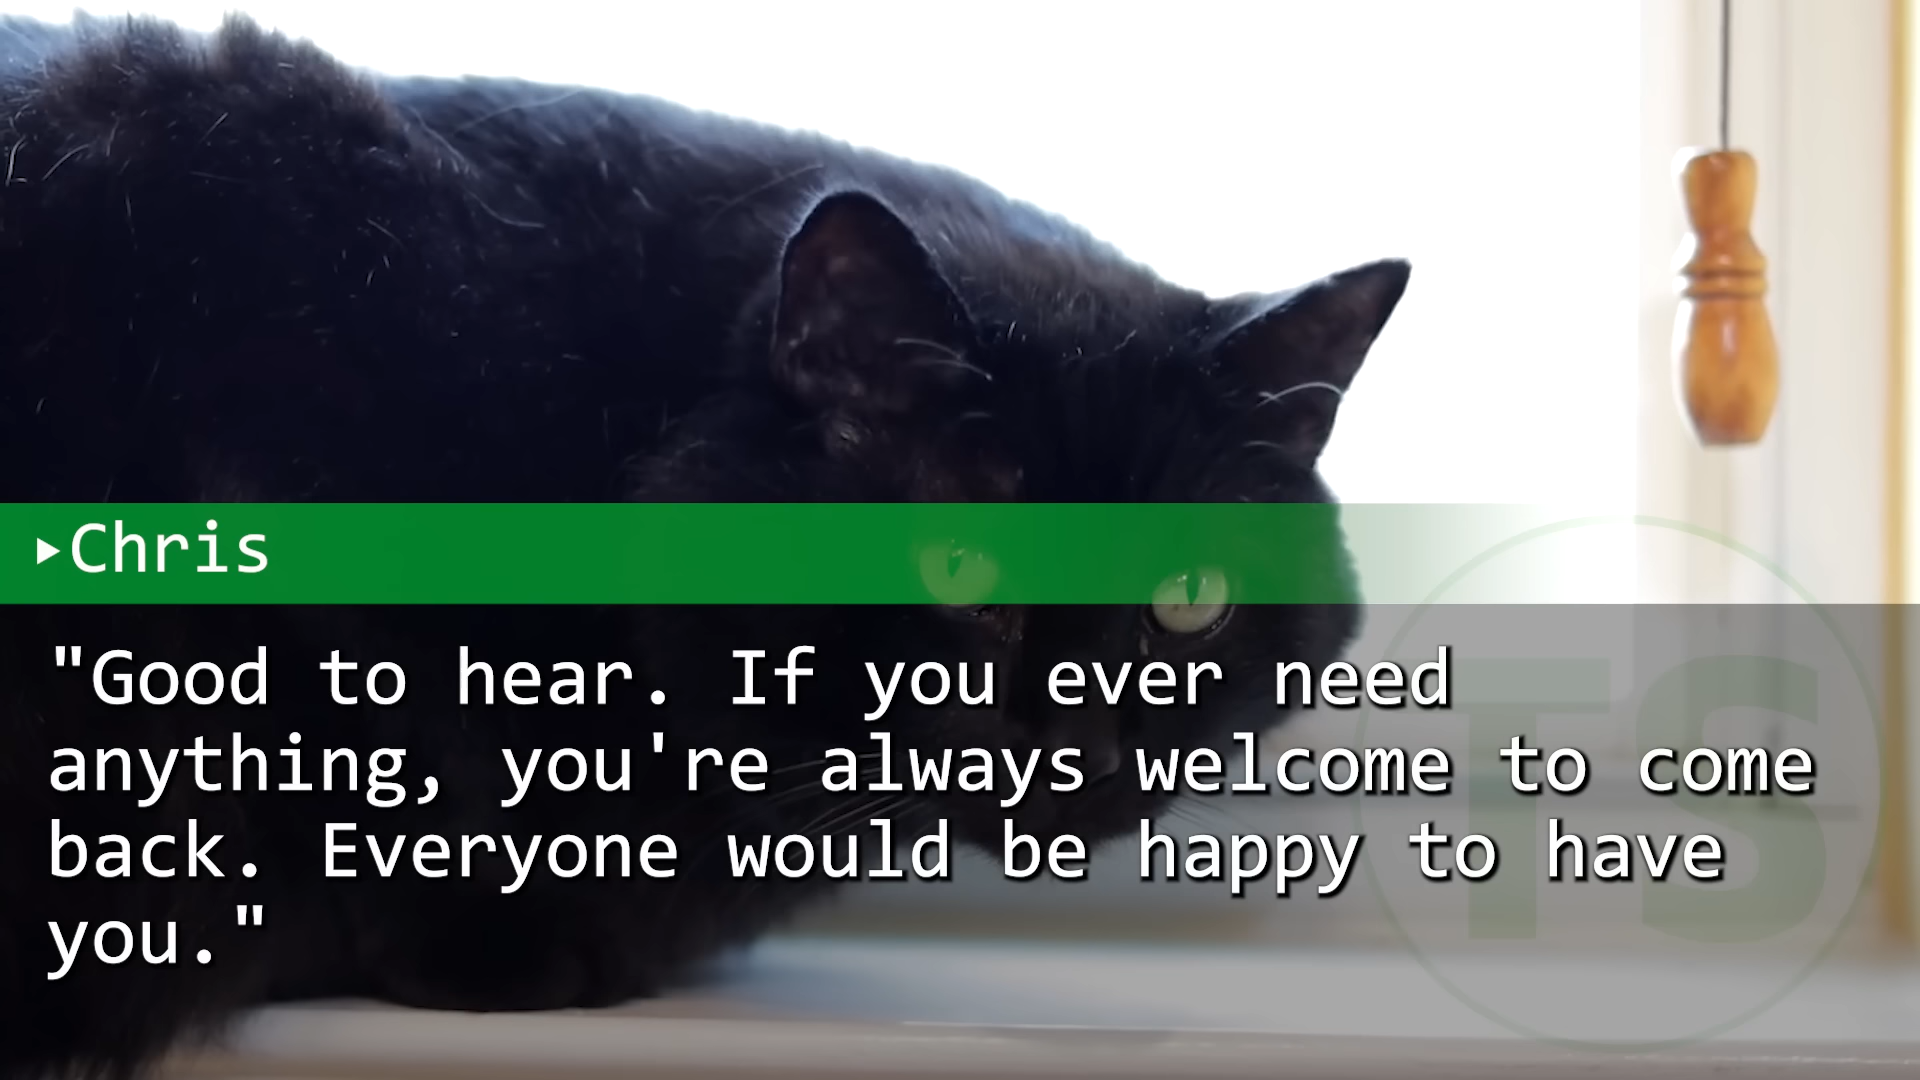 Chris
"Good to hear. If you ever need
anything, you're always welcome to come
back. Everyone would be happy to have
you."
TS